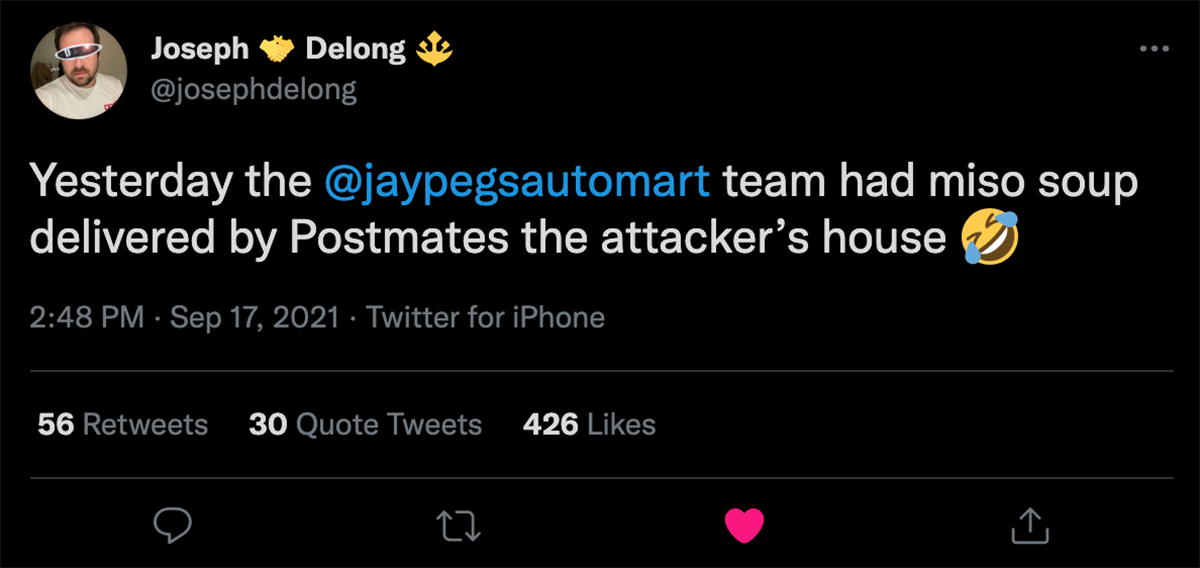 Joseph 🤝 Delong
@josephdelong
Yesterday the @jaypegsautomart team had miso soup
delivered by Postmates the attacker’s house 🤣
2:48 PM · Sep 17, 2021 · Twitter for iPhone
56 Retweets 30 Quote Tweets 426 Likes